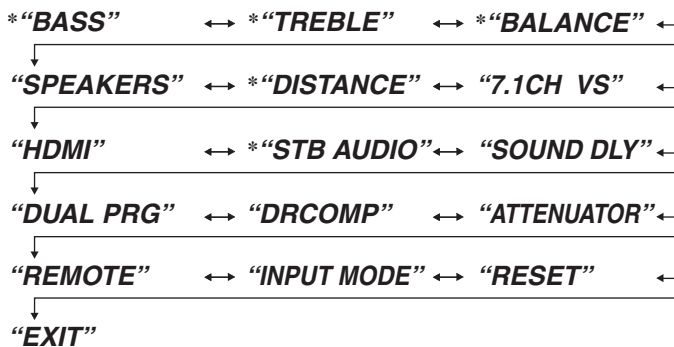 *“BASS” ↔ *“TREBLE” ↔ *“BALANCE” ←
“SPEAKERS” ↔ *“DISTANCE” ↔ “7.1CH VS” ←
“HDMI” ↔ *“STB AUDIO” ↔ “SOUND DLY” ←
“DUAL PRG” ↔ “DRCOMP” ↔ “ATTENUATOR” ←
“REMOTE” ↔ “INPUT MODE” ↔ “RESET” ←
“EXIT”